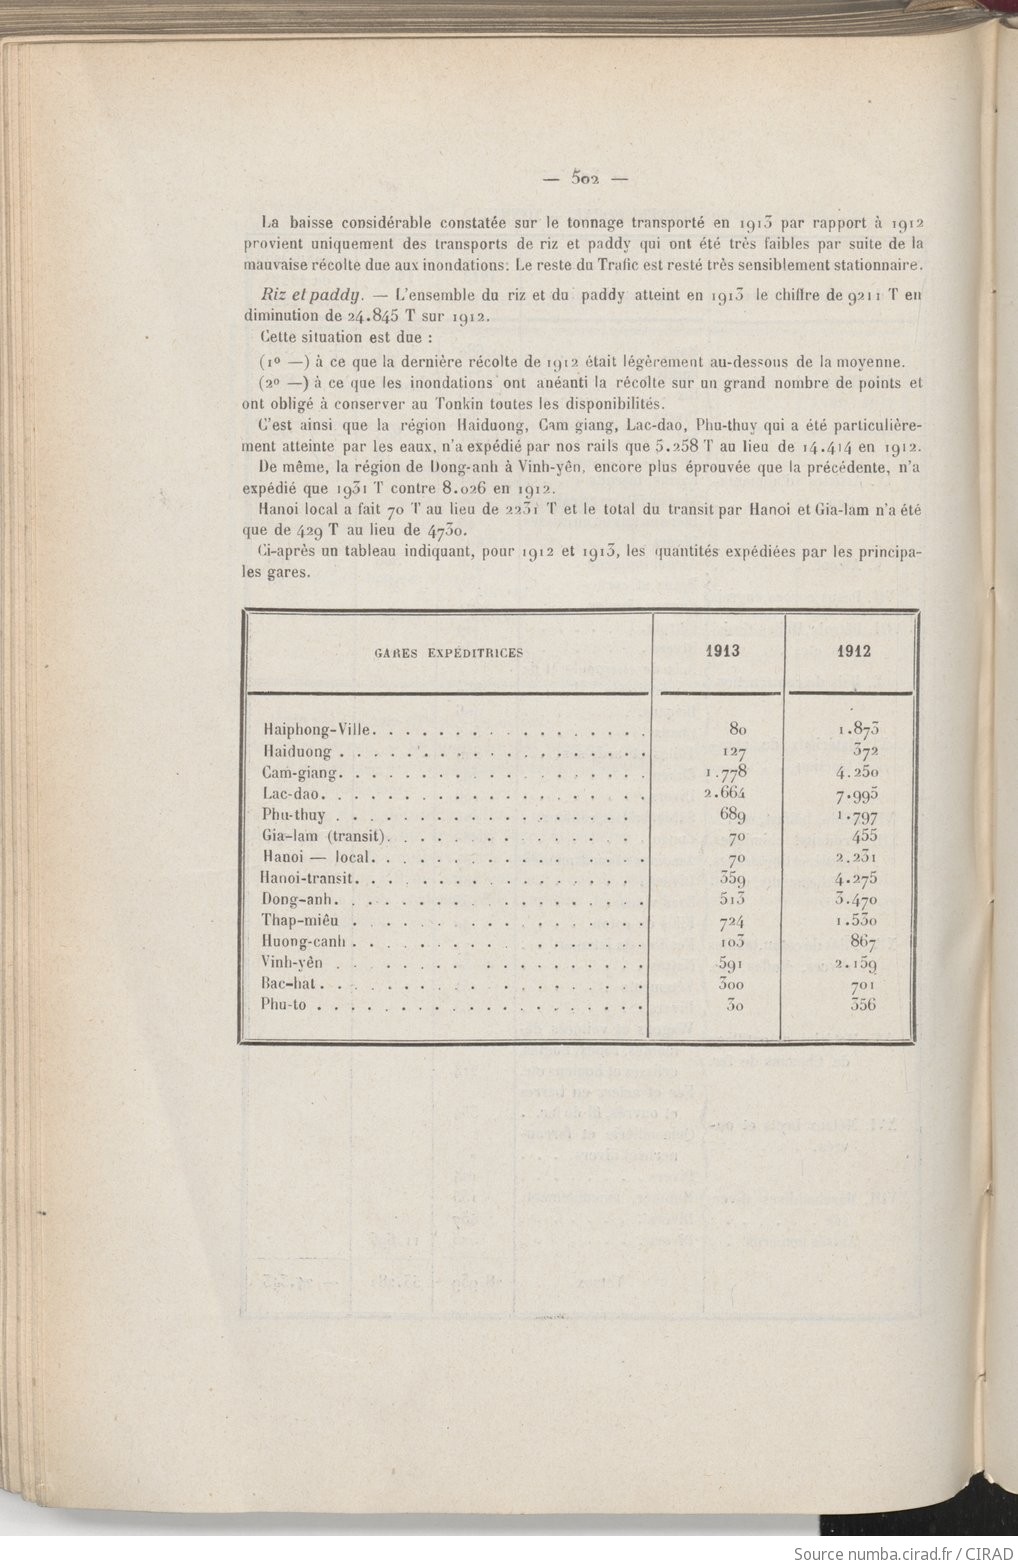 — 502 —
La baisse considérable constatée sur le tonnage transporté en 1913 par rapport à 1912
provient uniquement des transports de riz et paddy qui ont été très faibles par suite de la
mauvaise récolte due aux inondations. Le reste du Trafic est resté très sensiblement stationnaire.
Riz et paddy. — L'ensemble du riz et du paddy atteint en 1913 le chiffre de 9211 T en
diminution de 24.845 T sur 1912.
Cette situation est due :
(1º —) à ce que la dernière récolte de 1912 était légèrement au-dessous de la moyenne.
(2º —) à ce que les inondations ont anéanti la récolte sur un grand nombre de points et
ont obligé à conserver au Tonkin toutes les disponibilités.
C'est ainsi que la région Haiduong, Cam giang, Lac-dao, Phu-thuy qui a été particulière-
ment atteinte par les eaux, n'a expédié par nos rails que 5.258 T au lieu de 14.414 en 1912.
De même, la région de Dong-anh à Vinh-yên, encore plus éprouvée que la précédente, n'a
expédié que 1931 T contre 8.026 en 1912.
Hanoi local a fait 70 T au lieu de 2231 T et le total du transit par Hanoi et Gia-lam n'a été
que de 429 T au lieu de 4730.
Ci-après un tableau indiquant, pour 1912 et 1913, les quantités expédiées par les principa-
les gares.
GARES EXPÉDITRICES 1913 1912
Haiphong-Ville. . . . . . . . . . . . . . . . . 80 1.873
Haiduong . . . . . . . . . . . . . . . . . . . 127 372
Cam-giang. . . . . . . . . . . . . . . . . . . 1.778 4.250
Lac-dao. . . . . . . . . . . . . . . . . . . . 2.664 7.995
Phu-thuy . . . . . . . . . . . . . . . . . . 689 1.797
Gia-lam (transit). . . . . . . . . . . . . . 70 455
Hanoi — local. . . . . . . . . . . . . . . . . 70 2.231
Hanoi-transit. . . . . . . . . . . . . . . . . 359 4.275
Dong-anh. . . . . . . . . . . . . . . . . . . 513 3.470
Thap-miêu . . . . . . . . . . . . . . . . . . 724 1.530
Huong-canh . . . . . . . . . . . . . . . . . 103 867
Vinh-yên . . . . . . . . . . . . . . . . . . 591 2.159
Bac-hat. . . . . . . . . . . . . . . . . . . . 300 701
Phu-to . . . . . . . . . . . . . . . . . . . . 30 356
Source numba.cirad.fr / CIRAD